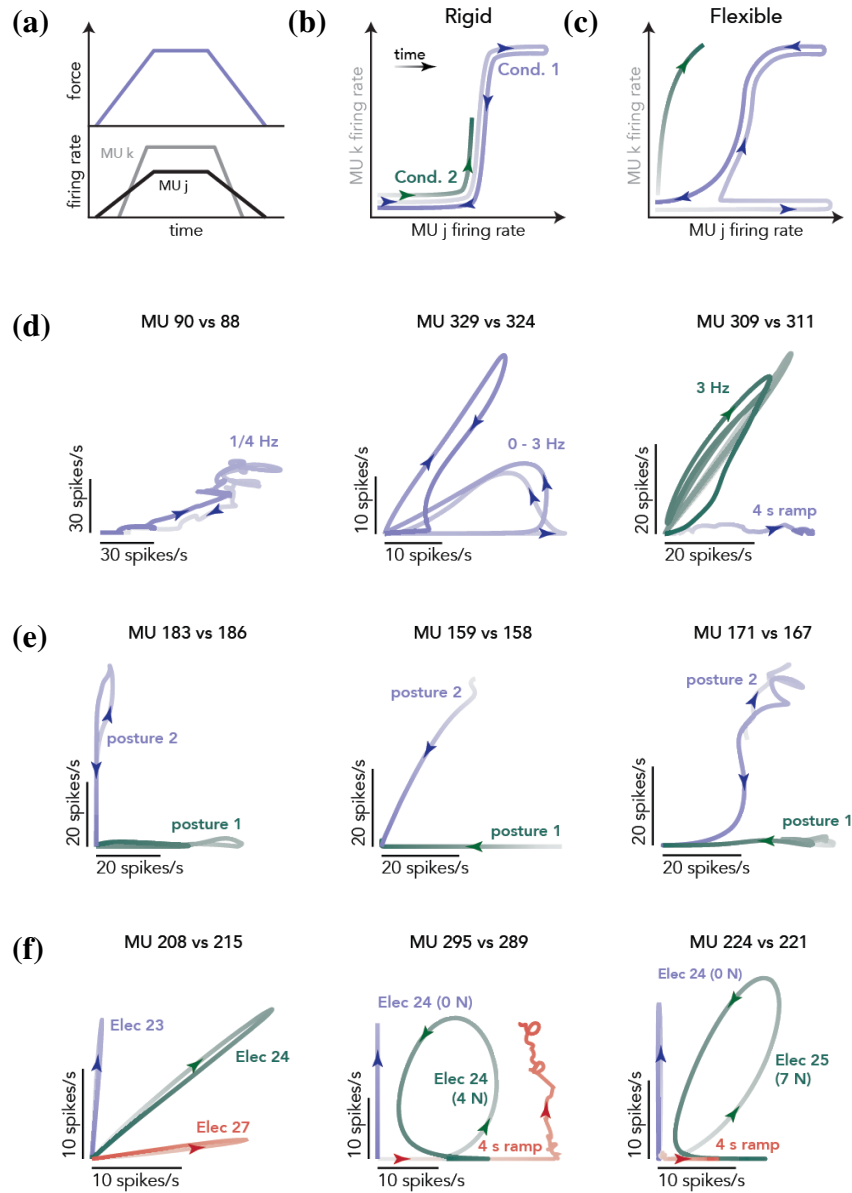 (a)
force
firing rate
MU k
MU j
time
(b)
Rigid
time
Cond. 1
Cond. 2
MU k firing rate
MU j firing rate
(c)
Flexible
MU k firing rate
MU j firing rate
(d)
MU 90 vs 88
1/4 Hz
30 spikes/s
30 spikes/s
MU 329 vs 324
0 - 3 Hz
10 spikes/s
10 spikes/s
MU 309 vs 311
3 Hz
4 s ramp
20 spikes/s
20 spikes/s
(e)
MU 183 vs 186
posture 2
posture 1
20 spikes/s
20 spikes/s
MU 159 vs 158
posture 2
posture 1
20 spikes/s
20 spikes/s
MU 171 vs 167
posture 2
posture 1
20 spikes/s
20 spikes/s
(f)
MU 208 vs 215
Elec 23
Elec 24
Elec 27
10 spikes/s
10 spikes/s
MU 295 vs 289
Elec 24 (0 N)
Elec 24
(4 N)
4 s ramp
10 spikes/s
10 spikes/s
MU 224 vs 221
Elec 24 (0 N)
Elec 25
(7 N)
4 s ramp
10 spikes/s
10 spikes/s